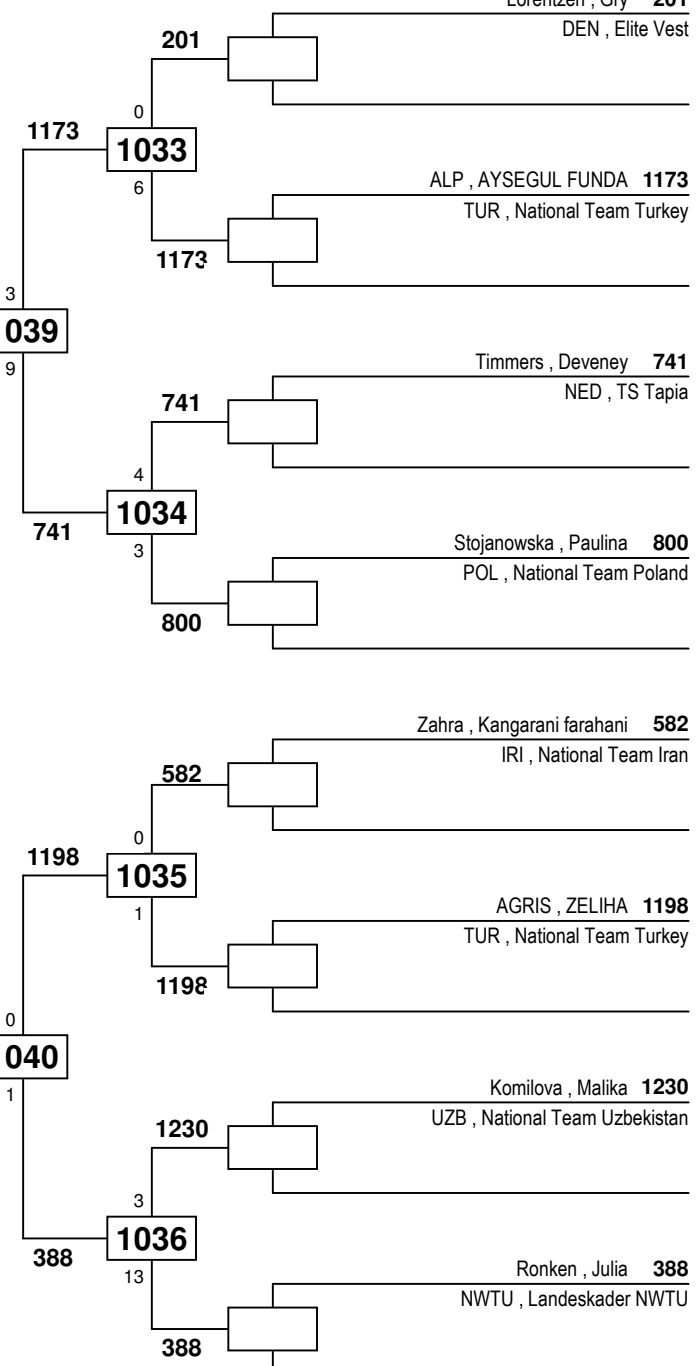 Lorentzen , Gry 201
DEN , Elite Vest
201
0
1173
1033
6
ALP , AYSEGUL FUNDA 1173
TUR , National Team Turkey
1173
3
039
9
Timmers , Deveney 741
NED , TS Tapia
741
4
1034
741
3
Stojanowska , Paulina 800
POL , National Team Poland
800
Zahra , Kangarani farahani 582
IRI , National Team Iran
582
0
1198
1035
1
AGRIS , ZELIHA 1198
TUR , National Team Turkey
1198
0
040
1
Komilova , Malika 1230
UZB , National Team Uzbekistan
1230
3
1036
388
13
Ronken , Julia 388
NWTU , Landeskader NWTU
388